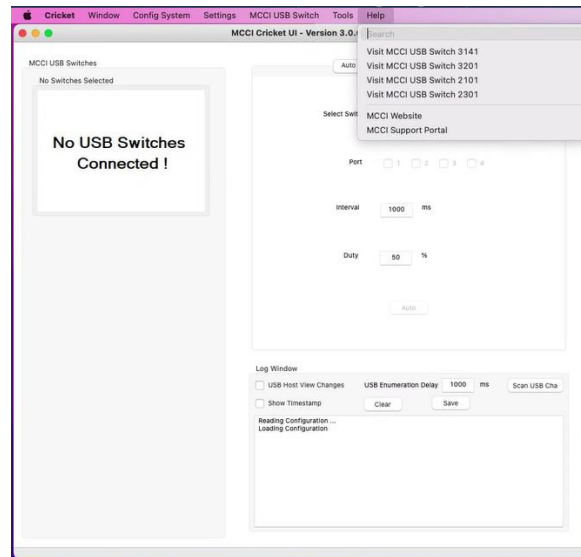 Cricket Window Config System Settings MCCI USB Switch Tools Help
MCCI Cricket UI - Version 3.0.
Search
Visit MCCI USB Switch 3141
Visit MCCI USB Switch 3201
Visit MCCI USB Switch 2101
Visit MCCI USB Switch 2301
MCCI Website
MCCI Support Portal
MCCI USB Switches
No Switches Selected
No USB Switches
Connected !
Auto
Select Swit
Port 1 2 3 4
Interval 1000 ms
Duty 50 %
Auto
Log Window
USB Host View Changes USB Enumeration Delay 1000 ms Scan USB Cha
Show Timestamp Clear Save
Reading Configuration ...
Loading Configuration